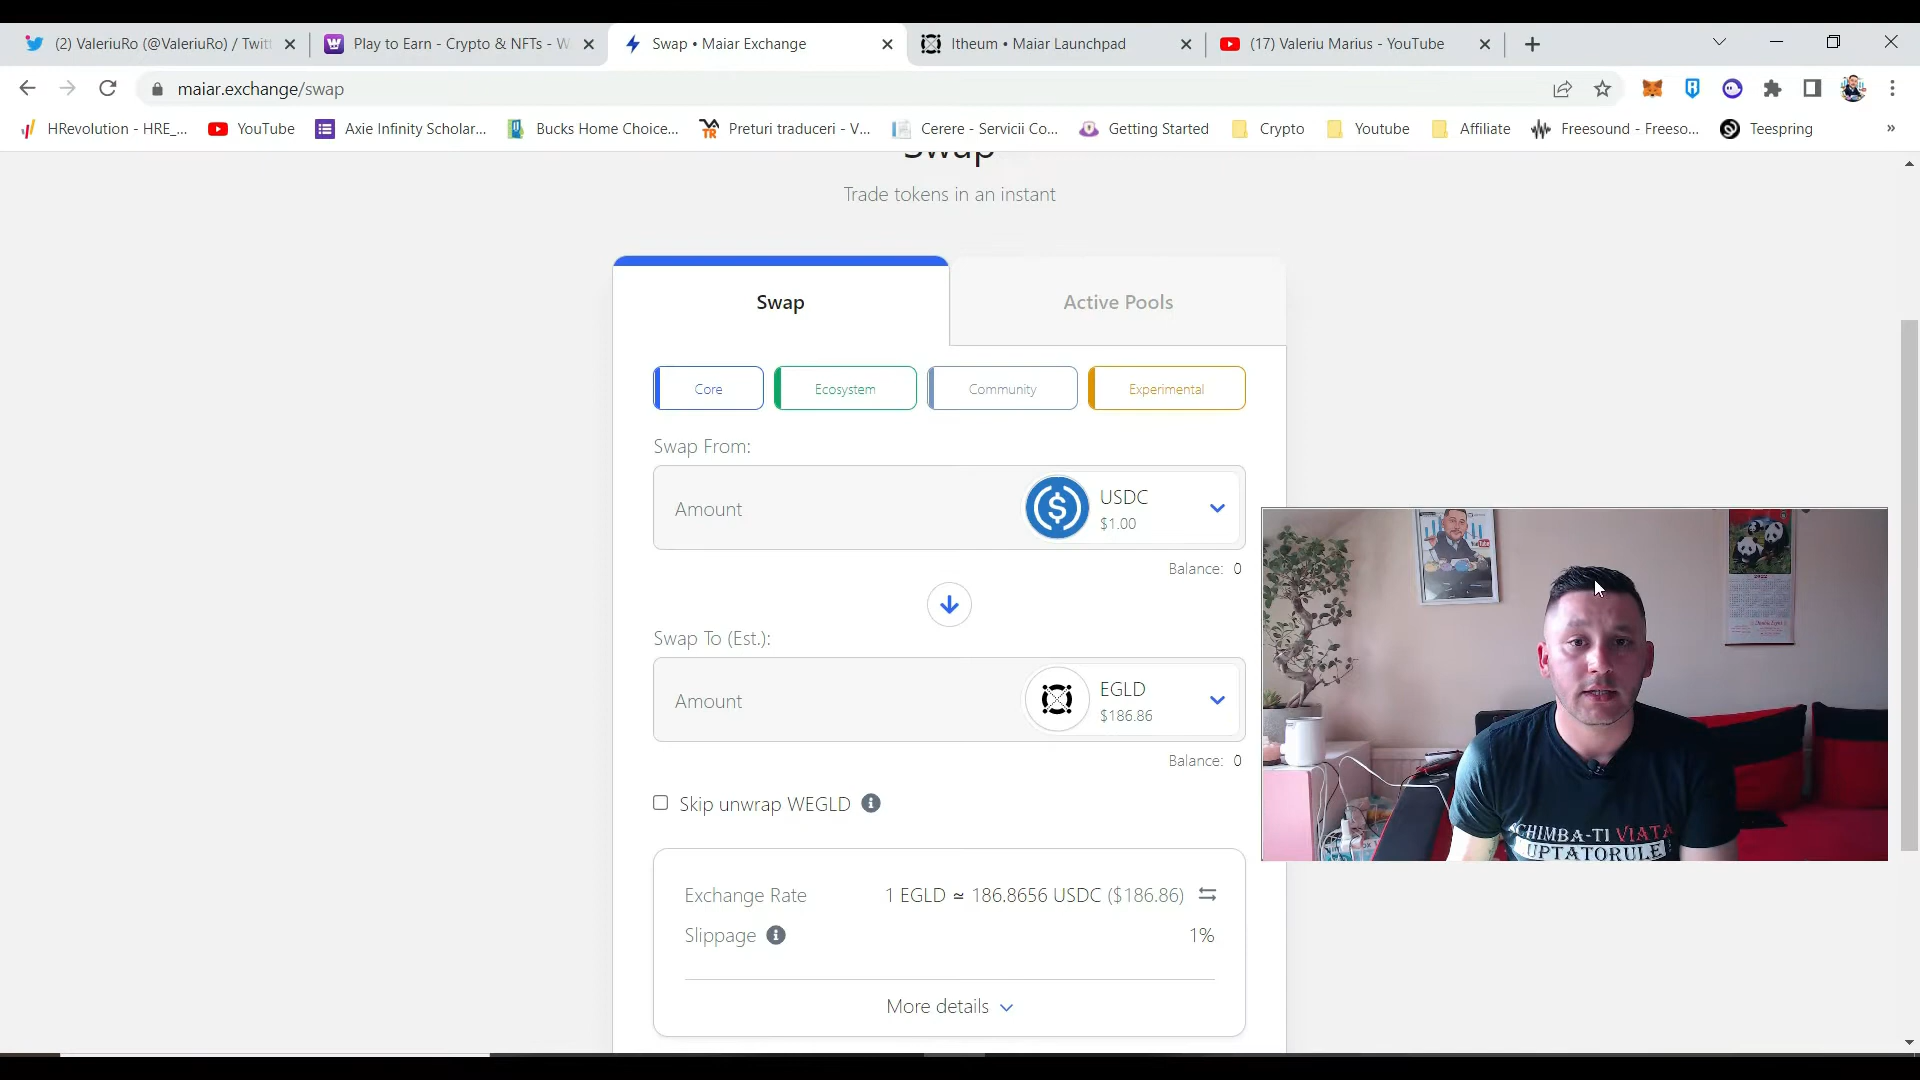 (2) ValeriuRo (@ValeriuRo) / Twitt
Play to Earn - Crypto & NFTs - W
Swap • Maiar Exchange
Itheum • Maiar Launchpad
(17) Valeriu Marius - YouTube
maiar.exchange/swap
HRevolution - HRE_...
YouTube
Axie Infinity Scholar...
Bucks Home Choice...
Preturi traduceri - V...
Cerere - Servicii Co...
Getting Started
Crypto
Youtube
Affiliate
Freesound - Freeso...
Teespring
»
Swap
Trade tokens in an instant
Swap
Active Pools
Core
Ecosystem
Community
Experimental
Swap From:
Amount
USDC
$1.00
Balance: 0
Swap To (Est.):
Amount
EGLD
$186.86
Balance: 0
Skip unwrap WEGLD
Exchange Rate
1 EGLD ≃ 186.8656 USDC ($186.86)
Slippage
1%
More details
2022
SCHIMBA-TI VIATA
UPTATORULE